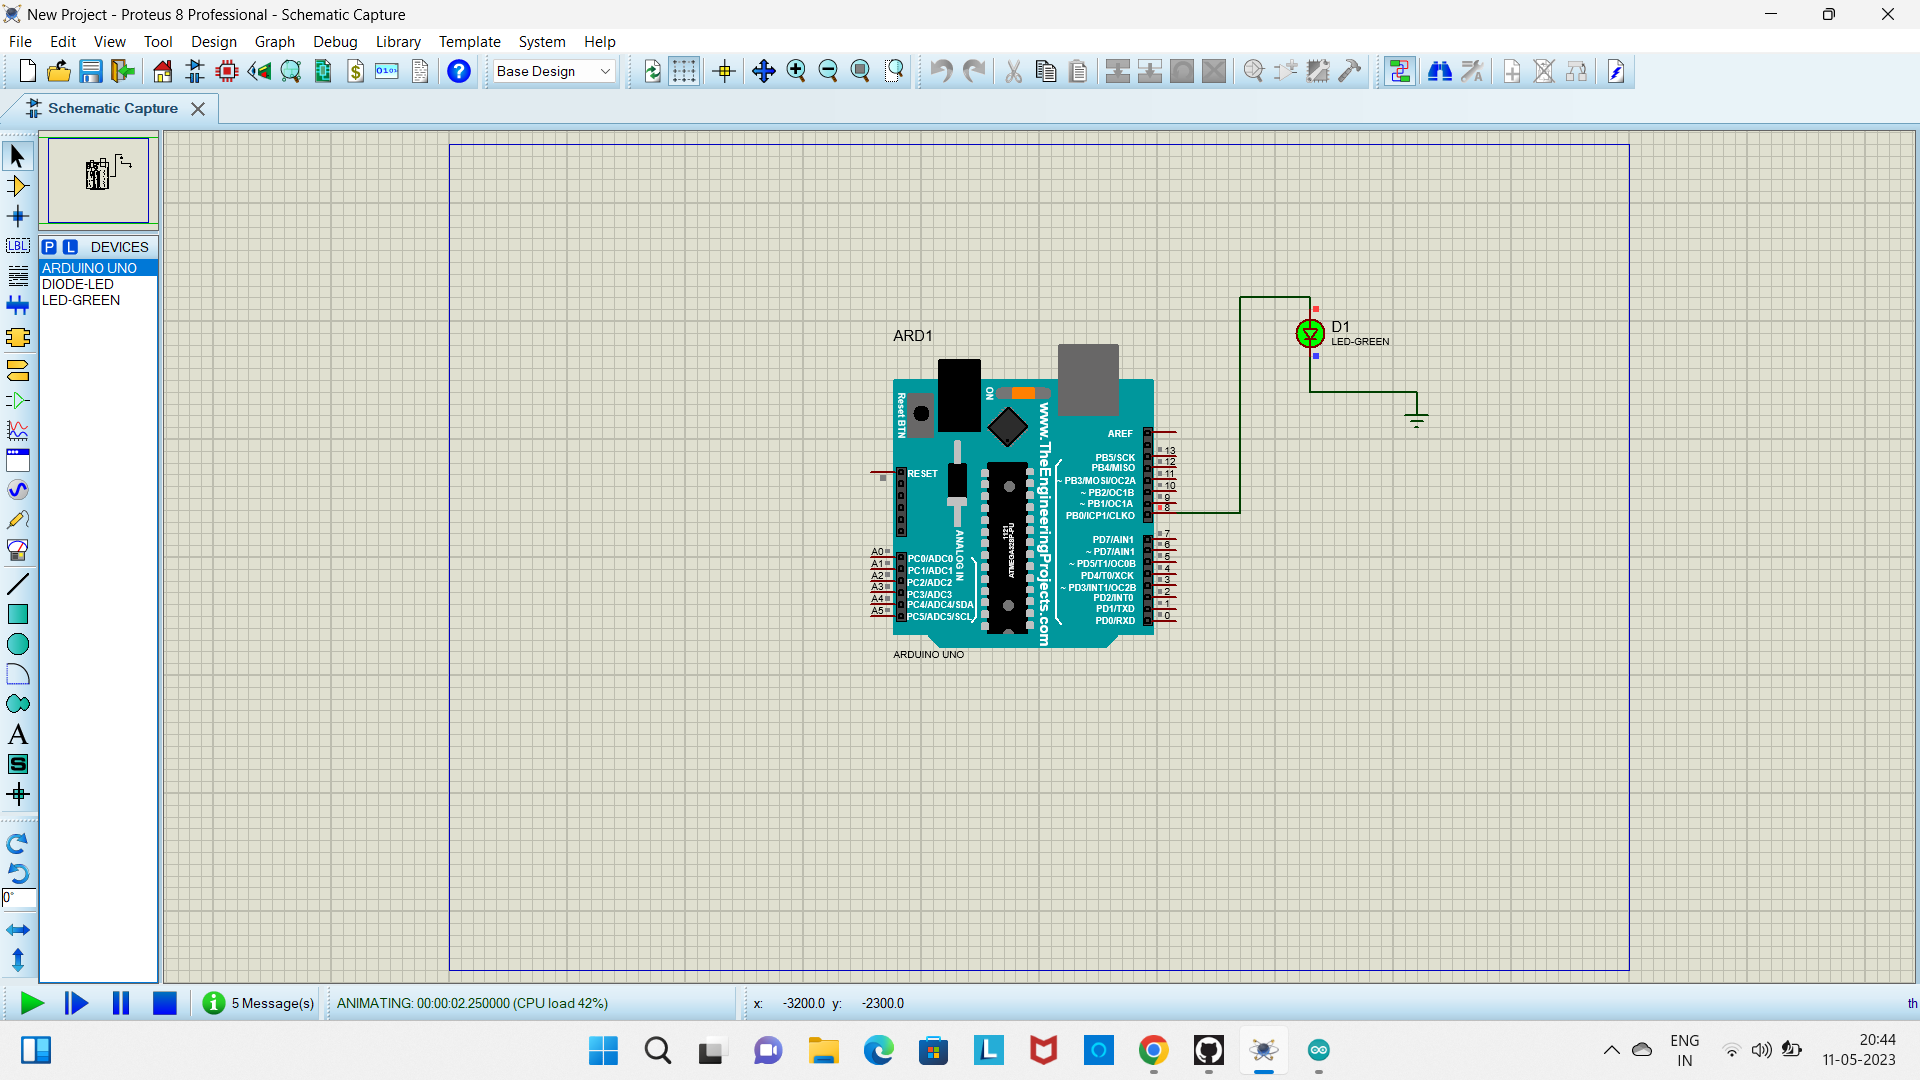 New Project - Proteus 8 Professional - Schematic Capture
File Edit View Tool Design Graph Debug Library Template System Help
Base Design
Schematic Capture
LBL
P L DEVICES
ARDUINO UNO
DIODE-LED
LED-GREEN
A
S
0°
ARD1
D1
LED-GREEN
Reset BTN
ON
www.TheEngineeringProjects.com
ANALOG IN
1121
ATMEGA328P-PU
RESET
A0 PC0/ADC0
A1 PC1/ADC1
A2 PC2/ADC2
A3 PC3/ADC3
A4 PC4/ADC4/SDA
A5 PC5/ADC5/SCL
AREF
PB5/SCK 13
PB4/MISO 12
~ PB3/MOSI/OC2A 11
~ PB2/OC1B 10
~ PB1/OC1A 9
PB0/ICP1/CLKO 8
PD7/AIN1 7
~ PD7/AIN1 6
~ PD5/T1/OC0B 5
PD4/T0/XCK 4
~ PD3/INT1/OC2B 3
PD2/INT0 2
PD1/TXD 1
PD0/RXD 0
ARDUINO UNO
5 Message(s) ANIMATING: 00:00:02.250000 (CPU load 42%) x: -3200.0 y: -2300.0 th
ENG
IN
20:44
11-05-2023